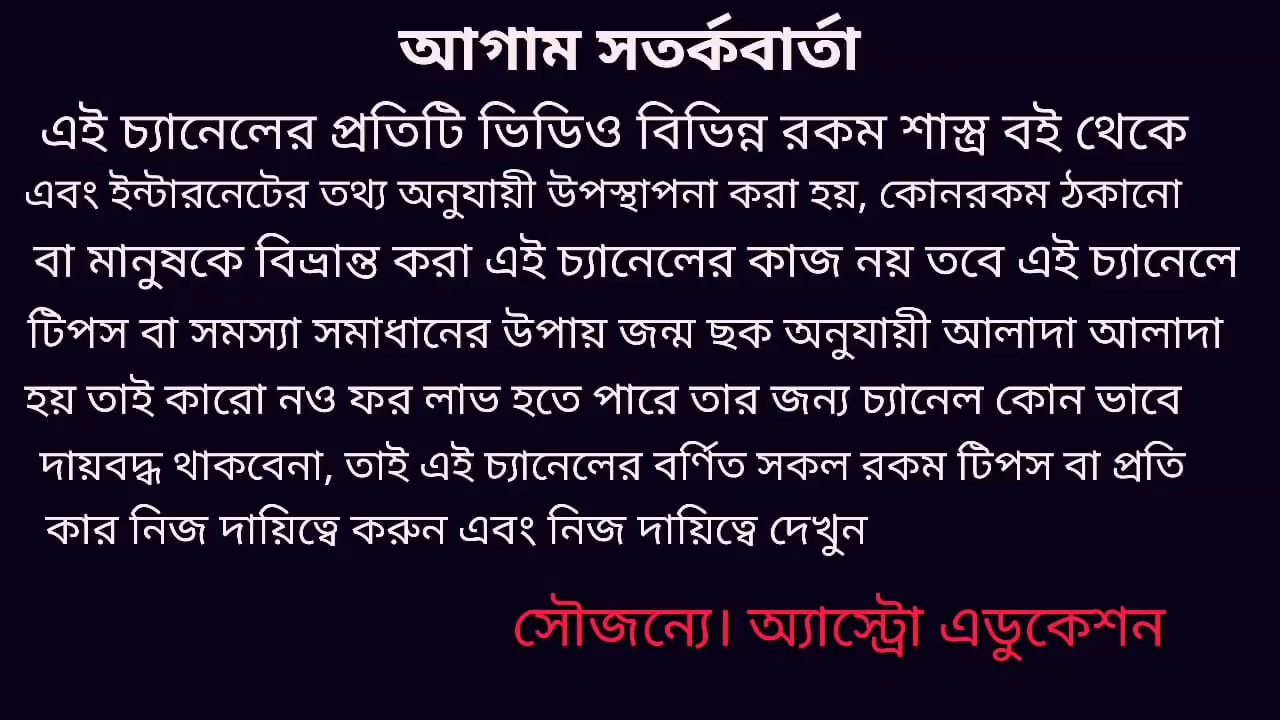 আগাম সতর্কবার্তা
এই চ্যানেলের প্রতিটি ভিডিও বিভিন্ন রকম শাস্ত্র বই থেকে
এবং ইন্টারনেটের তথ্য অনুযায়ী উপস্থাপনা করা হয়, কোনরকম ঠকানো
বা মানুষকে বিভ্রান্ত করা এই চ্যানেলের কাজ নয় তবে এই চ্যানেলে
টিপস বা সমস্যা সমাধানের উপায় জন্ম ছক অনুযায়ী আলাদা আলাদা
হয় তাই কারো নও ফর লাভ হতে পারে তার জন্য চ্যানেল কোন ভাবে
দায়বদ্ধ থাকবেনা, তাই এই চ্যানেলের বর্ণিত সকল রকম টিপস বা প্রতি
কার নিজ দায়িত্বে করুন এবং নিজ দায়িত্বে দেখুন
সৌজন্যে। অ্যাস্ট্রো এডুকেশন